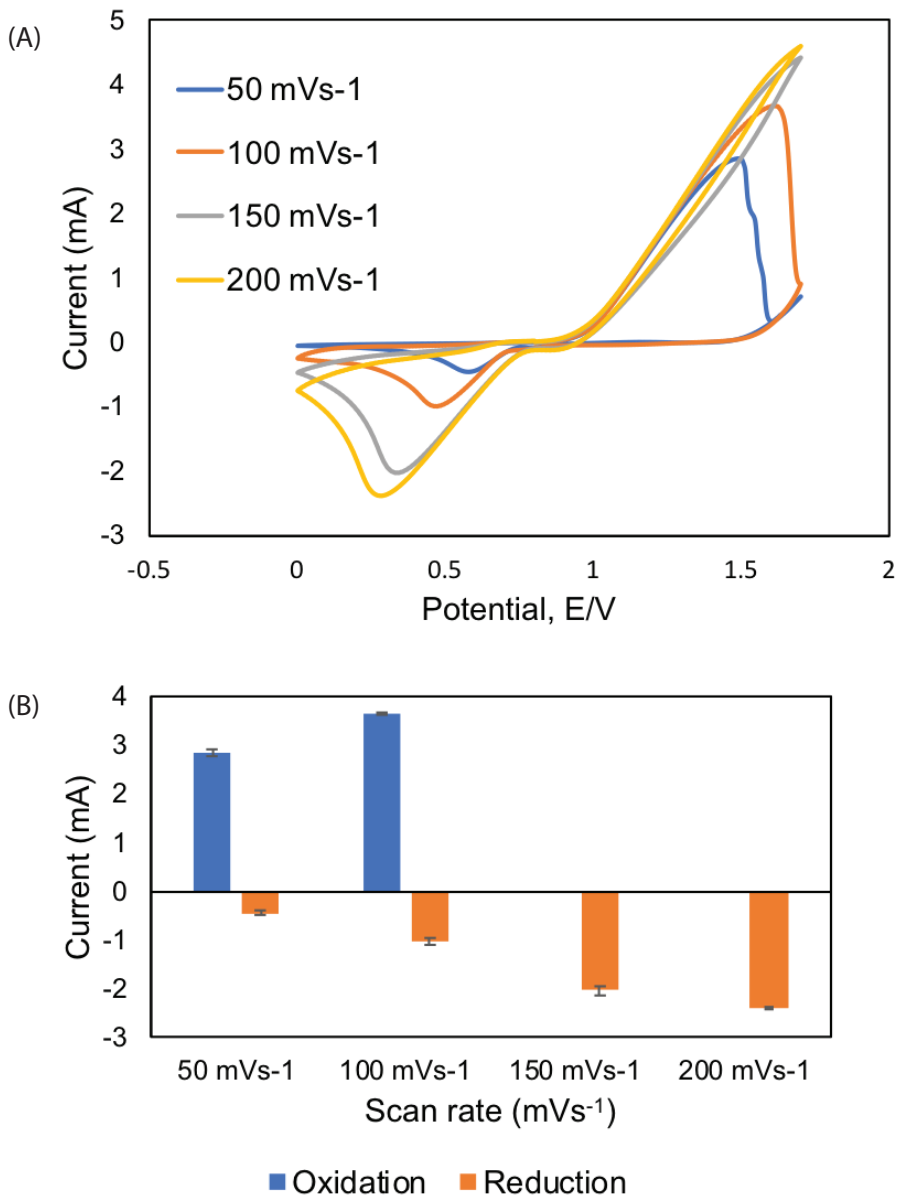 (A)
5
4
3
2
1
0
-1
-2
-3
Current (mA)
50 mVs-1
100 mVs-1
150 mVs-1
200 mVs-1
-0.5 0 0.5 1 1.5 2
Potential, E/V
(B)
4
3
2
1
0
-1
-2
-3
Current (mA)
50 mVs-1 100 mVs-1 150 mVs-1 200 mVs-1
Scan rate (mVs⁻¹)
Oxidation Reduction